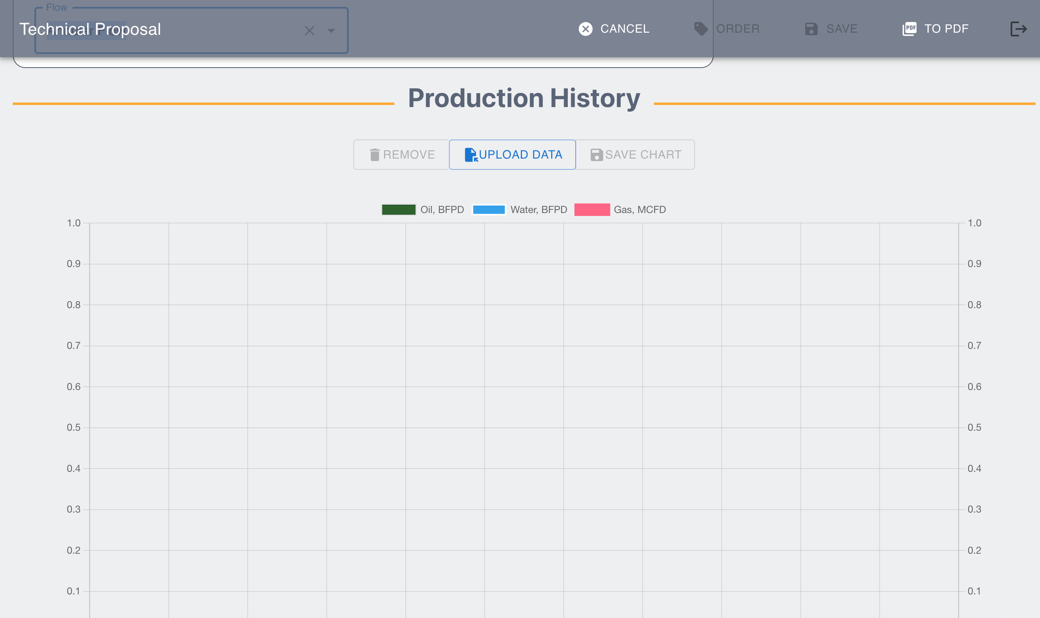 Flow
Technical Proposal
CANCEL
ORDER
SAVE
PDF
TO PDF
Production History
REMOVE
UPLOAD DATA
SAVE CHART
Oil, BFPD
Water, BFPD
Gas, MCFD
1.0 1.0
0.9 0.9
0.8 0.8
0.7 0.7
0.6 0.6
0.5 0.5
0.4 0.4
0.3 0.3
0.2 0.2
0.1 0.1